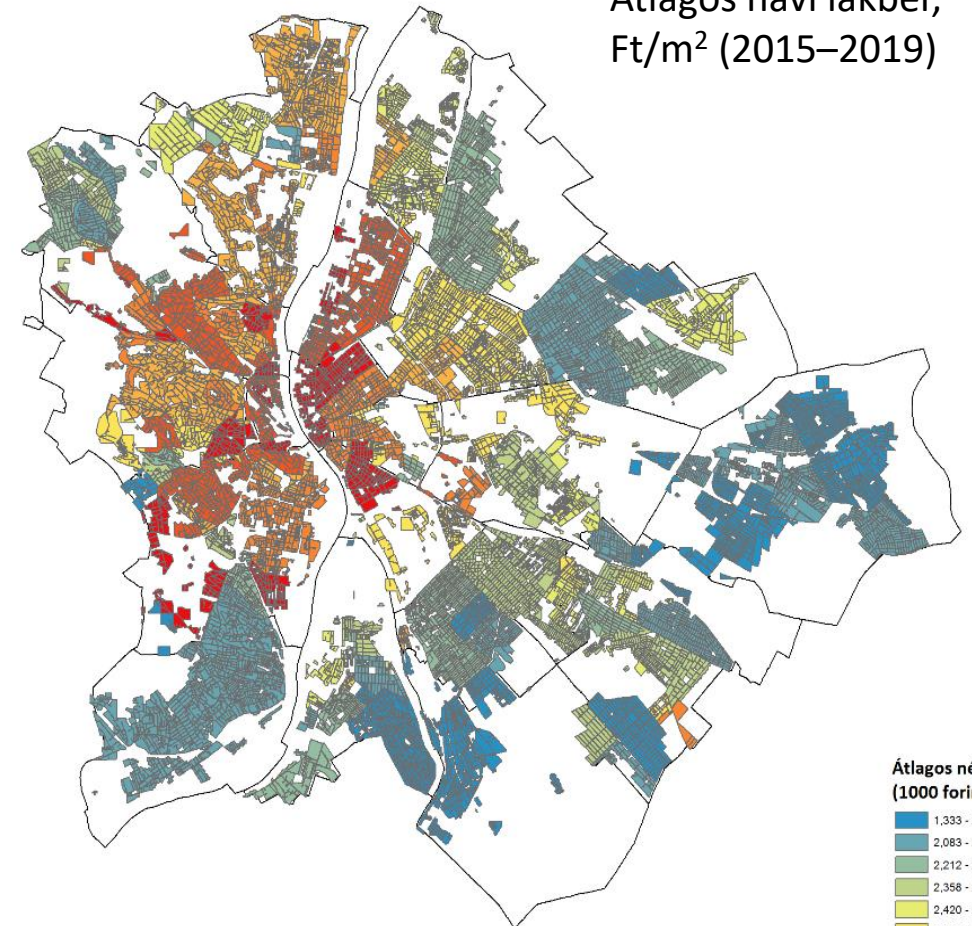 Átlagos havi lakbér,
Ft/m² (2015–2019)
Átlagos
(1000
1,333 -
2,083 -
2,212 -
2,358 -
2,420 -